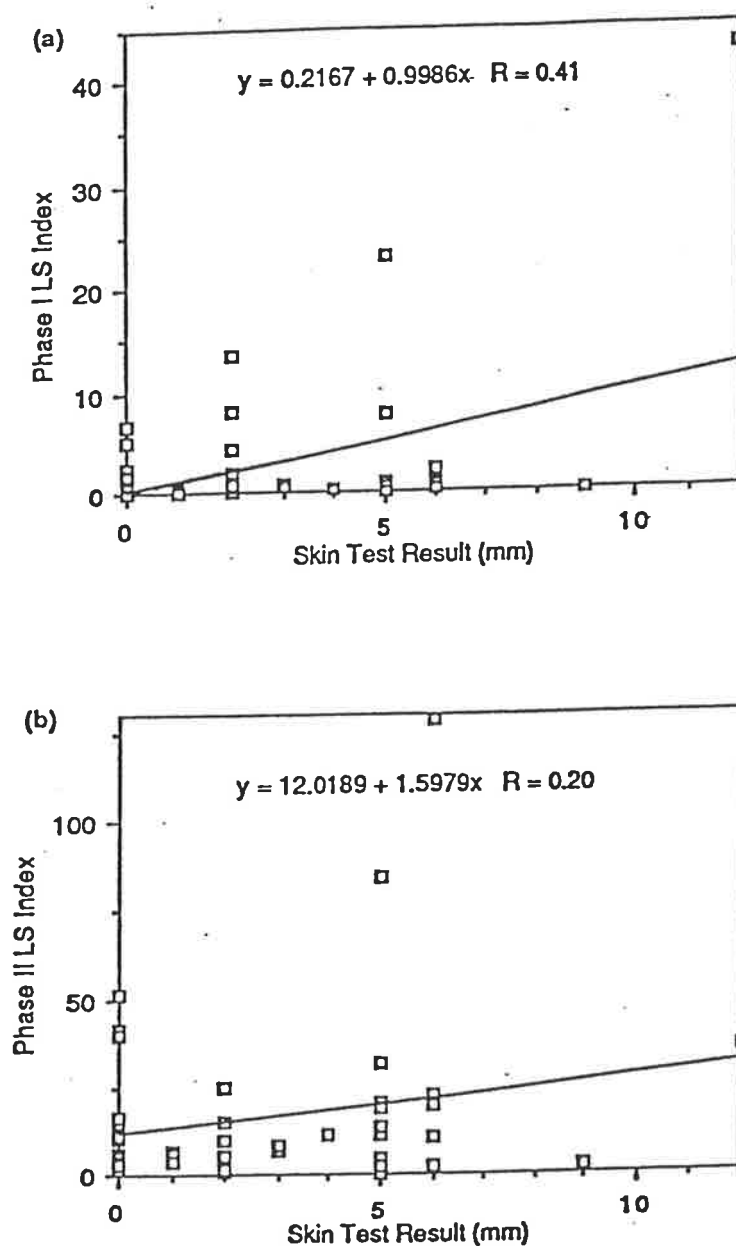 (a)
y = 0.2167 + 0.9986x R = 0.41
40
30
20
10
0
Phase I LS Index
0 5 10
Skin Test Result (mm)
(b)
y = 12.0189 + 1.5979x R = 0.20
100
50
0
Phase II LS Index
0 5 10
Skin Test Result (mm)